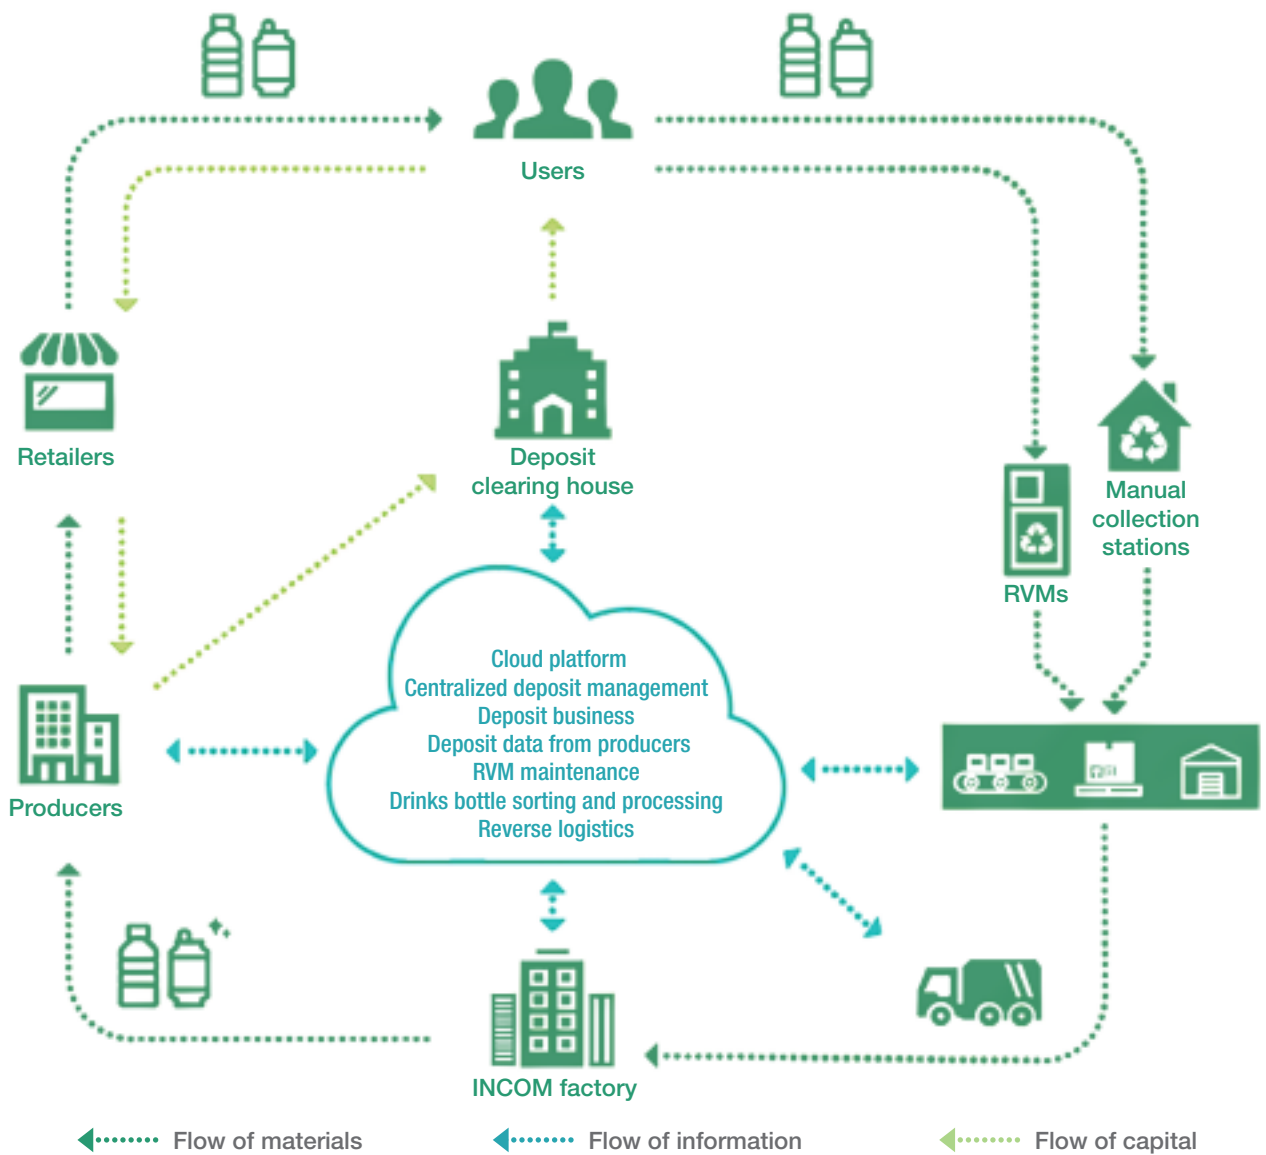 Users
Retailers
Deposit
clearing house
Manual
collection
stations
RVMs
Cloud platform
Centralized deposit management
Deposit business
Deposit data from producers
RVM maintenance
Drinks bottle sorting and processing
Reverse logistics
Producers
INCOM factory
Flow of materials
Flow of information
Flow of capital